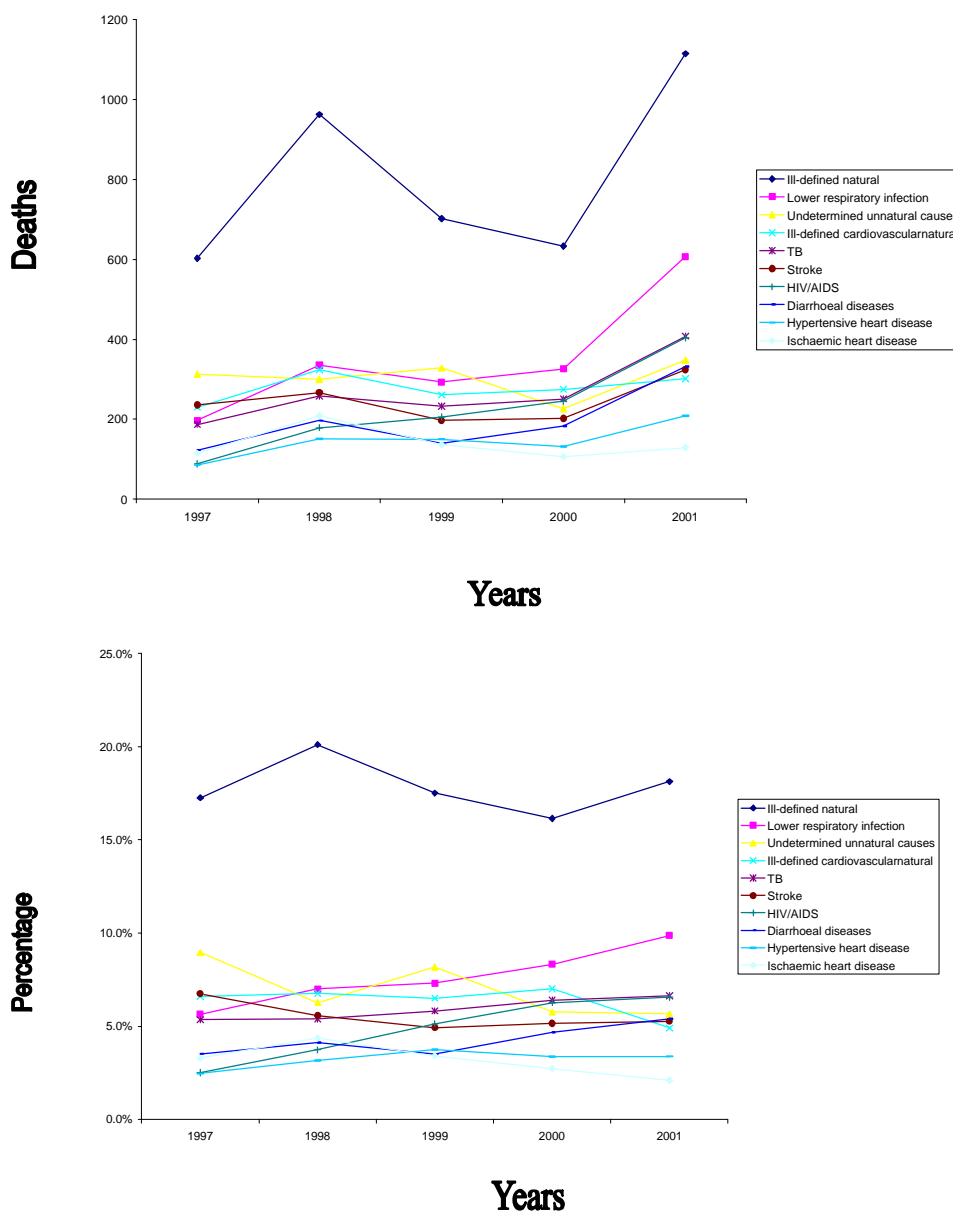 1200
1000
800
600
400
200
0
Deaths
1997 1998 1999 2000 2001
Years
Ill-defined natural
Lower respiratory infection
Undetermined unnatural causes
Ill-defined cardiovascularnatural
TB
Stroke
HIV/AIDS
Diarrhoeal diseases
Hypertensive heart disease
Ischaemic heart disease
25.0%
20.0%
15.0%
10.0%
5.0%
0.0%
Percentage
1997 1998 1999 2000 2001
Years
Ill-defined natural
Lower respiratory infection
Undetermined unnatural causes
Ill-defined cardiovascularnatural
TB
Stroke
HIV/AIDS
Diarrhoeal diseases
Hypertensive heart disease
Ischaemic heart disease